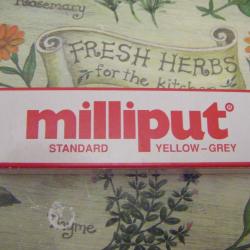 Rosemary
FRESH HERBS
for the kitchen
milliput®
STANDARD YELLOW–GREY
Thyme